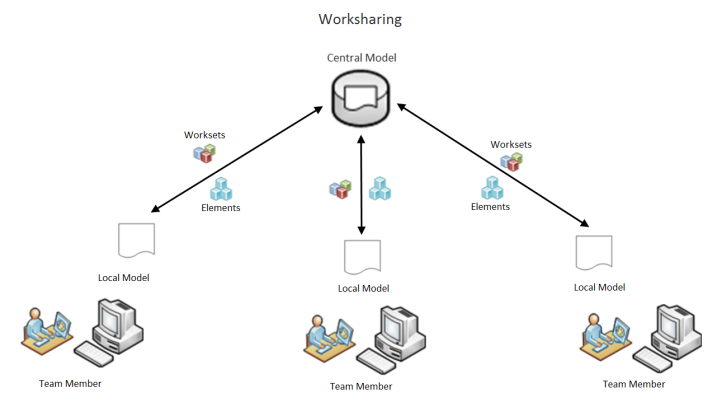 Worksharing
Central Model
Worksets
Elements
Worksets
Elements
Local Model
Local Model
Local Model
Team Member
Team Member
Team Member